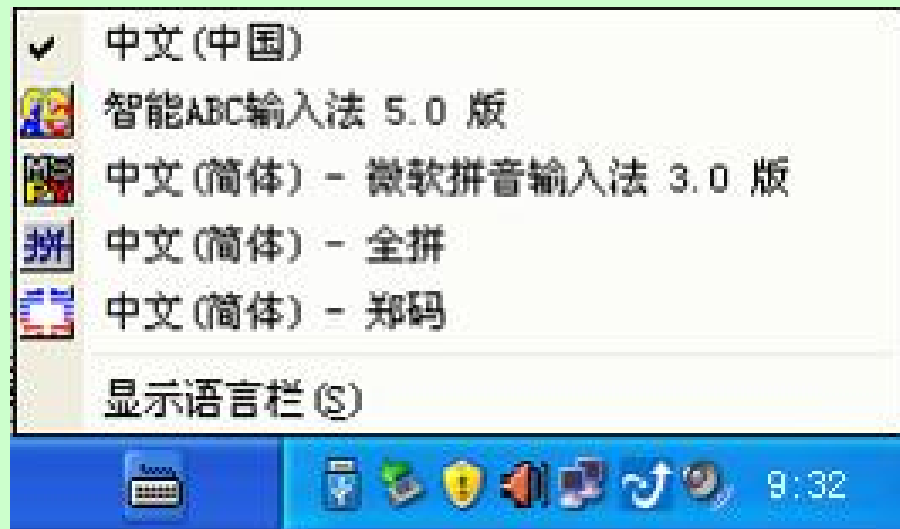 中文(中国)
智能ABC输入法 5.0 版
中文(简体) - 微软拼音输入法 3.0 版
中文(简体) - 全拼
中文(简体) - 郑码
显示语言栏(S)
9:32